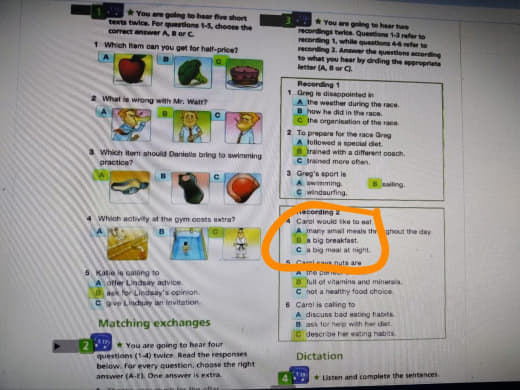 1
★ You are going to hear five short
texts twice. For questions 1-5, choose the
correct answer A, B or C.
1 Which item can you get for half-price?
A
B
C
2 What is wrong with Mr. Watt?
A
B
C
3 Which item should Danielle bring to swimming
practice?
A
B
C
4 Which activity at the gym costs extra?
A
B
C
5 Katie is calling to
A offer Lindsay advice.
B ask for Lindsay's opinion.
C give Lindsay an invitation.
Matching exchanges
2
★ You are going to hear four
questions (1-4) twice. Read the responses
below. For every question, choose the right
answer (A-E). One answer is extra.
3
★ You are going to hear two
recordings twice. Questions 1-3 refer to
recording 1, while questions 4-6 refer to
recording 2. Answer the questions according
to what you hear by circling the appropriate
letter (A, B or C).
Recording 1
1 Greg is disappointed in
A the weather during the race.
B how he did in the race.
C the organisation of the race.
2 To prepare for the race Greg
A followed a special diet.
B trained with a different coach.
C trained more often.
3 Greg's sport is
A swimming.
B sailing.
C windsurfing.
Recording 2
4 Carol would like to eat
A many small meals throughout the day
B a big breakfast.
C a big meal at night.
5 Carol says nuts are
A the
B full of vitamins and minerals.
C not a healthy food choice.
6 Carol is calling to
A discuss bad eating habits.
B ask for help with her diet.
C describe her eating habits.
Dictation
4
★ Listen and complete the sentences.